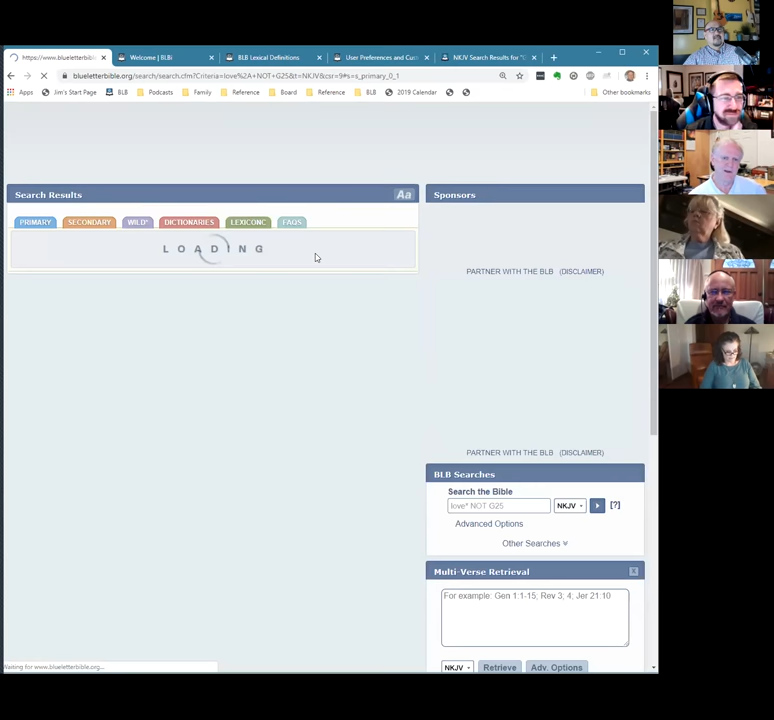 https://www.blueletterbib
Welcome | BLBi
BLB Lexical Definitions
User Preferences and Cus
NKJV Search Results for "
blueletterbible.org/search/search.cfm?Criteria=love%2A+NOT+G25&t=NKJV&csr=9#s=s_primary_0_1
Apps
Jim's Start Page
BLB
Podcasts
Family
Reference
Board
Reference
BLB
2019 Calendar
Other bookmarks
Search Results
Aa
Sponsors
PRIMARY
SECONDARY
WILD*
DICTIONARIES
LEXICONC
FAQS
LOADING
PARTNER WITH THE BLB (DISCLAIMER)
PARTNER WITH THE BLB (DISCLAIMER)
BLB Searches
Search the Bible
love* NOT G25
NKJV
[?]
Advanced Options
Other Searches
Multi-Verse Retrieval
X
For example: Gen 1:1-15; Rev 3; 4; Jer 21:10
NKJV
Retrieve
Adv. Options
Waiting for www.blueletterbible.org...